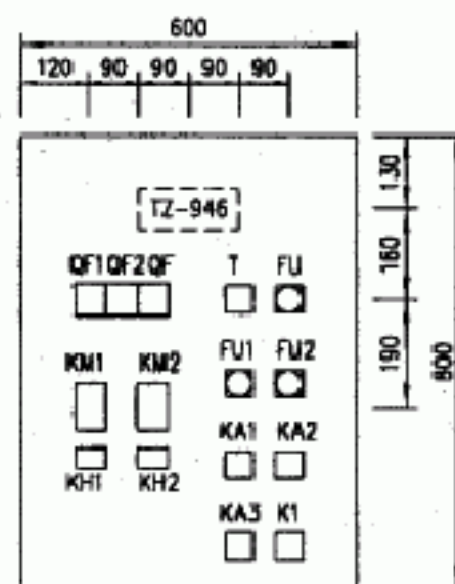 600
120 90 90 90 90
130
TZ-946
160
QF1 QF2 QF T FU
190
800
FU1 FU2
KM1 KM2
KA1 KA2
KH1 KH2
KA3 K1